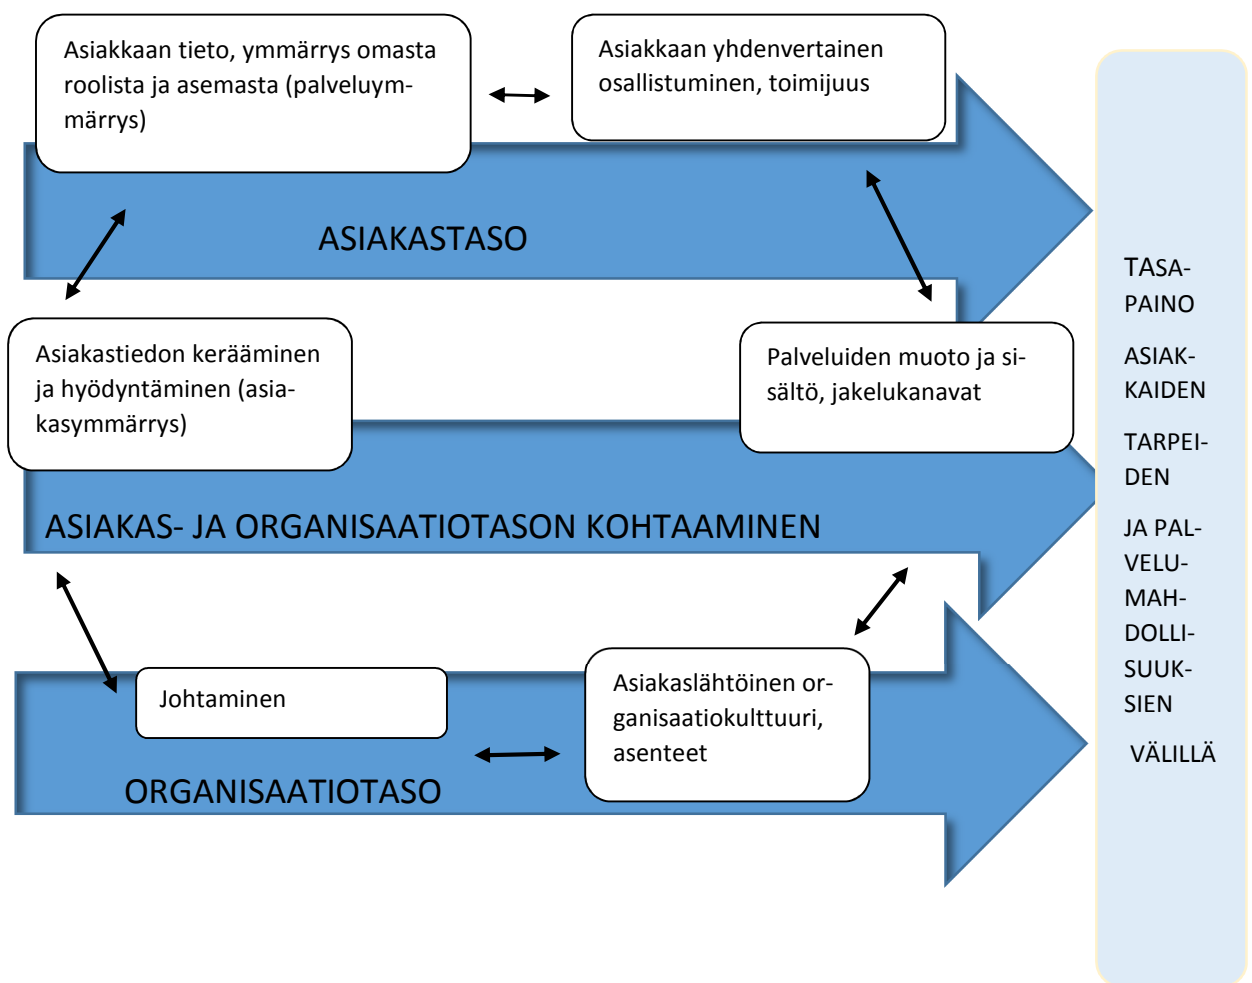 Asiakkaan tieto, ymmärrys omasta
roolista ja asemasta (palveluym-
märrys)
Asiakkaan yhdenvertainen
osallistuminen, toimijuus
ASIAKASTASO
Asiakastiedon kerääminen
ja hyödyntäminen (asia-
kasymmärrys)
Palveluiden muoto ja si-
sältö, jakelukanavat
ASIAKAS- JA ORGANISAATIOTASON KOHTAAMINEN
Johtaminen
Asiakaslähtöinen or-
ganisaatiokulttuuri,
asenteet
ORGANISAATIOTASO
TASA-
PAINO
ASIAK-
KAIDEN
TARPEI-
DEN
JA PAL-
VELU-
MAH-
DOLLI-
SUUK-
SIEN
VÄLILLÄ